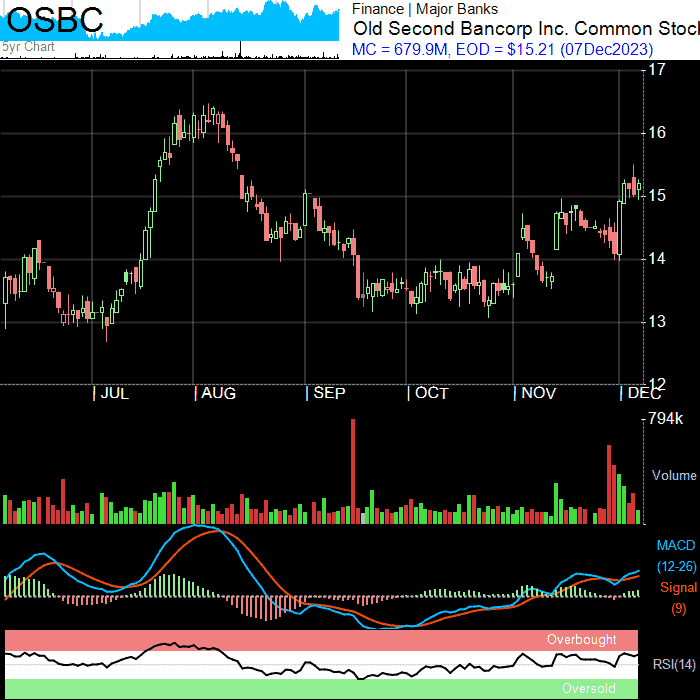 OSBC
5yr Chart
Finance | Major Banks
Old Second Bancorp Inc. Common Stoc
MC = 679.9M, EOD = $15.21 (07Dec2023)
17
16
15
14
13
12
JUL
AUG
SEP
OCT
NOV
DEC
794k
Volume
MACD
(12-26)
Signal
(9)
Overbought
RSI(14)
Oversold